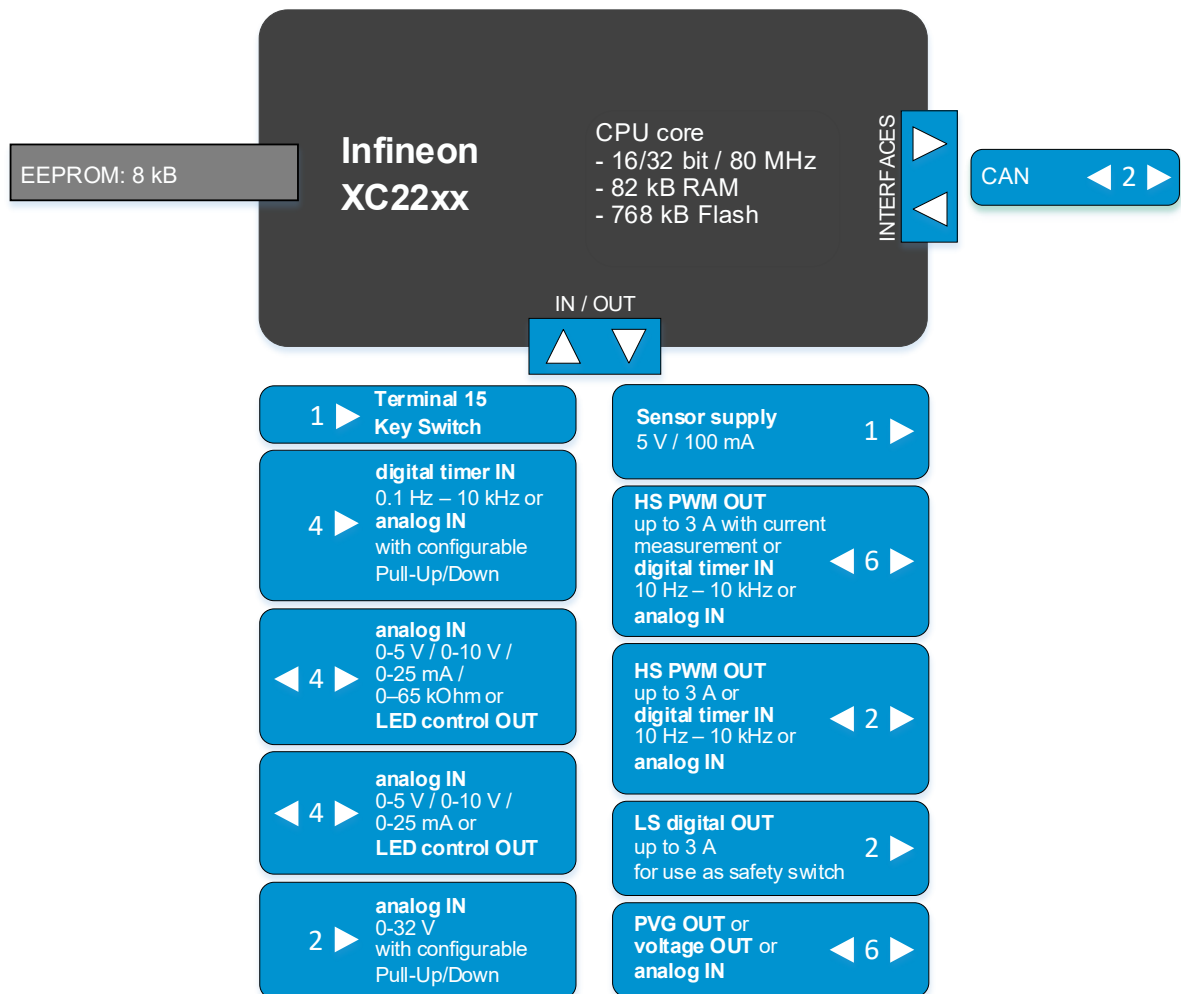 EEPROM: 8 kB
Infineon
XC22xx
CPU core
- 16/32 bit / 80 MHz
- 82 kB RAM
- 768 kB Flash
INTERFACES
CAN 2
IN / OUT
1
Terminal 15
Key Switch
4
digital timer IN
0.1 Hz – 10 kHz or
analog IN
with configurable
Pull-Up/Down
4
analog IN
0-5 V / 0-10 V /
0-25 mA /
0–65 kOhm or
LED control OUT
4
analog IN
0-5 V / 0-10 V /
0-25 mA or
LED control OUT
2
analog IN
0-32 V
with configurable
Pull-Up/Down
Sensor supply
5 V / 100 mA
1
HS PWM OUT
up to 3 A with current
measurement or
digital timer IN
10 Hz – 10 kHz or
analog IN
6
HS PWM OUT
up to 3 A or
digital timer IN
10 Hz – 10 kHz or
analog IN
2
LS digital OUT
up to 3 A
for use as safety switch
2
PVG OUT or
voltage OUT or
analog IN
6